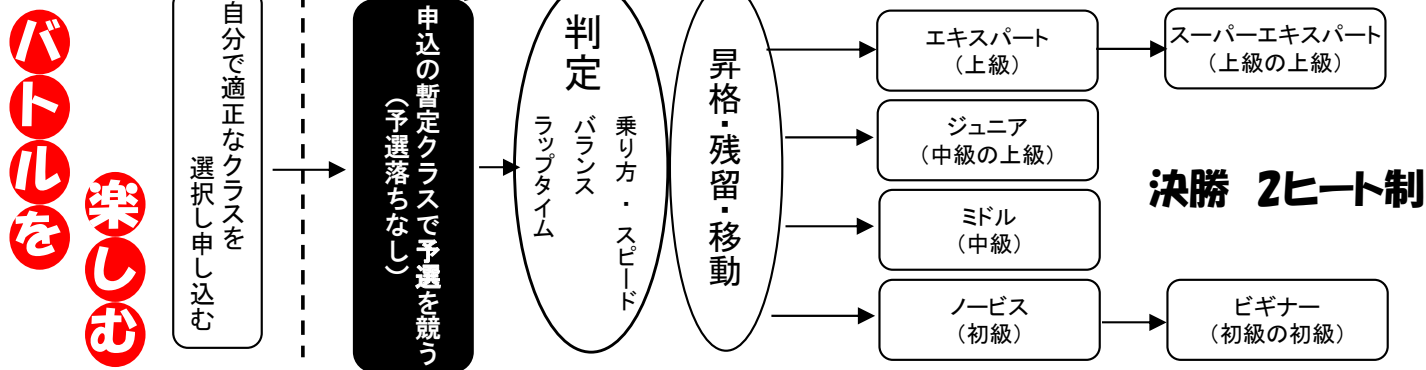 バトルを
楽しむ
自分で適正なクラスを
選択し申し込む
申込の暫定クラスで予選を競う
（予選落ちなし）
判定
乗り方・スピード
バランス
ラップタイム
昇格・残留・移動
エキスパート
（上級）
スーパーエキスパート
（上級の上級）
ジュニア
（中級の上級）
ミドル
（中級）
ノービス
（初級）
ビギナー
（初級の初級）
決勝 2ヒート制